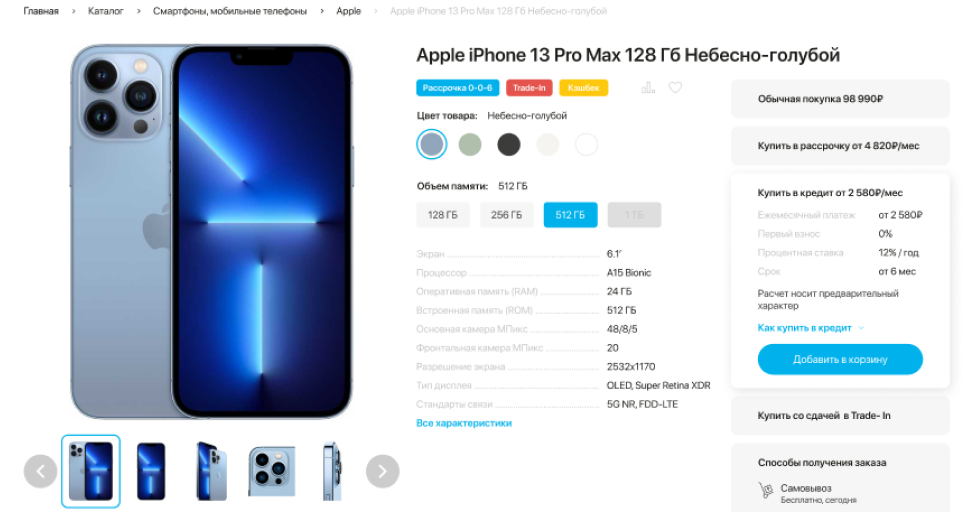 Главная > Каталог > Смартфоны, мобильные телефоны > Apple > Apple iPhone 13 Pro Max 128 Гб Небесно-голубой
Apple iPhone 13 Pro Max 128 Гб Небесно-голубой
Рассрочка 0-0-6 Trade-In Кэшбек
Цвет товара: Небесно-голубой
Объем памяти: 512 ГБ
128 ГБ 256 ГБ 512 ГБ 1 ТБ
Экран 6.1'
Процессор A15 Bionic
Оперативная память (RAM) 24 ГБ
Встроенная память (ROM) 512 ГБ
Основная камера МПикс 48/8/5
Фронтальная камера МПикс 20
Разрешение экрана 2532x1170
Тип дисплея OLED, Super Retina XDR
Стандарты связи 5G NR, FDD-LTE
Все характеристики
Обычная покупка 98 990₽
Купить в рассрочку от 4 820₽/мес
Купить в кредит от 2 580₽/мес
Ежемесячный платеж от 2 580₽
Первый взнос 0%
Процентная ставка 12% / год
Срок от 6 мес
Расчет носит предварительный
характер
Как купить в кредит
Добавить в корзину
Купить со сдачей в Trade- In
Способы получения заказа
Самовывоз
Бесплатно, сегодня